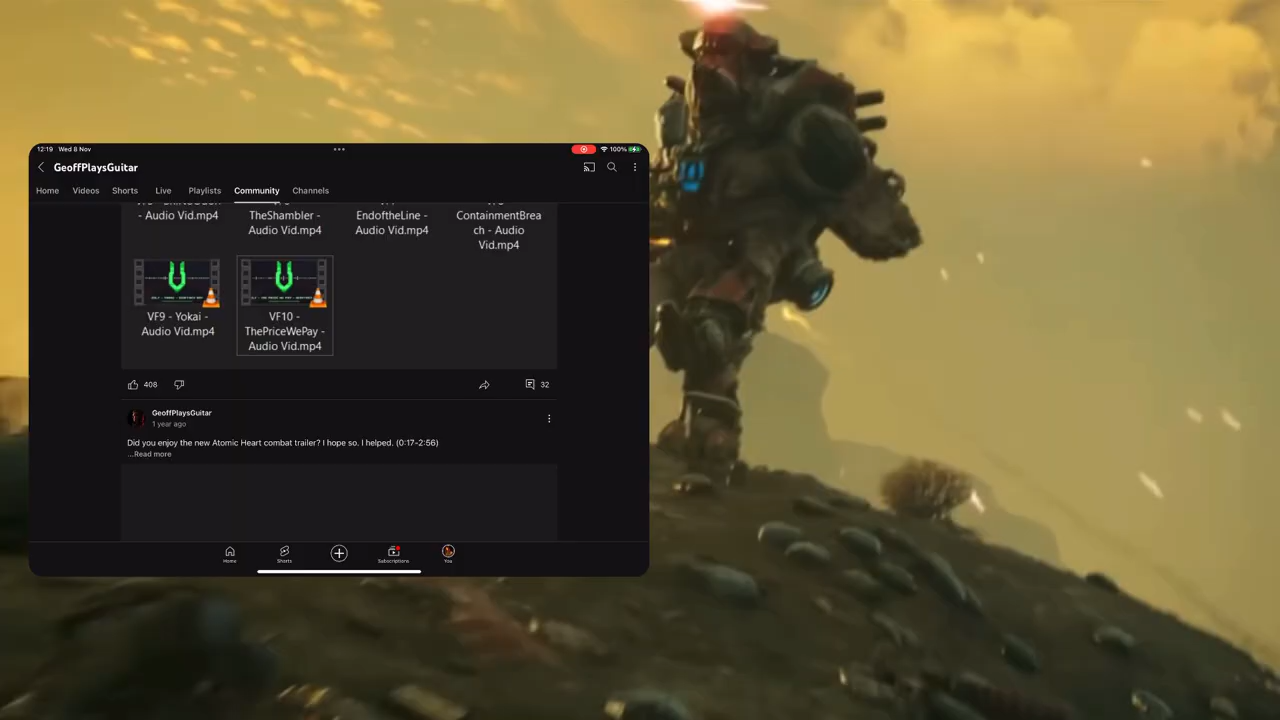 12:19 Wed 8 Nov
100%
GeoffPlaysGuitar
Home Videos Shorts Live Playlists Community Channels
- Audio Vid.mp4
TheShambler -
Audio Vid.mp4
EndoftheLine -
Audio Vid.mp4
ContainmentBrea
ch - Audio
Vid.mp4
VF9 - Yokai -
Audio Vid.mp4
VF10 -
ThePriceWePay -
Audio Vid.mp4
408
32
GeoffPlaysGuitar
1 year ago
Did you enjoy the new Atomic Heart combat trailer? I hope so. I helped. (0:17-2:56)
...Read more
Home Shorts Subscriptions You